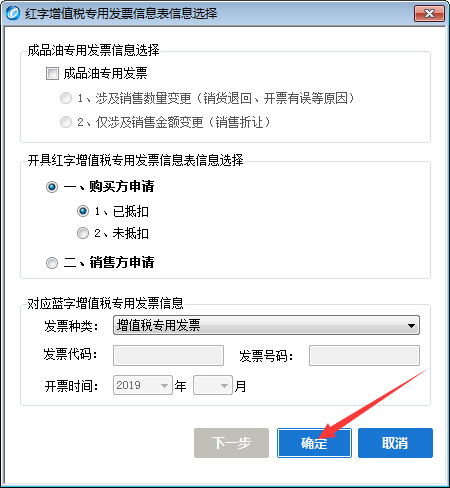 红字增值税专用发票信息表信息选择
成品油专用发票信息选择
成品油专用发票
1、涉及销售数量变更（销货退回、开票有误等原因）
2、仅涉及销售金额变更（销售折让）
开具红字增值税专用发票信息表信息选择
一、购买方申请
1、已抵扣
2、未抵扣
二、销售方申请
对应蓝字增值税专用发票信息
发票种类： 增值税专用发票
发票代码： 发票号码：
开票时间： 2019 年 月
下一步 确定 取消